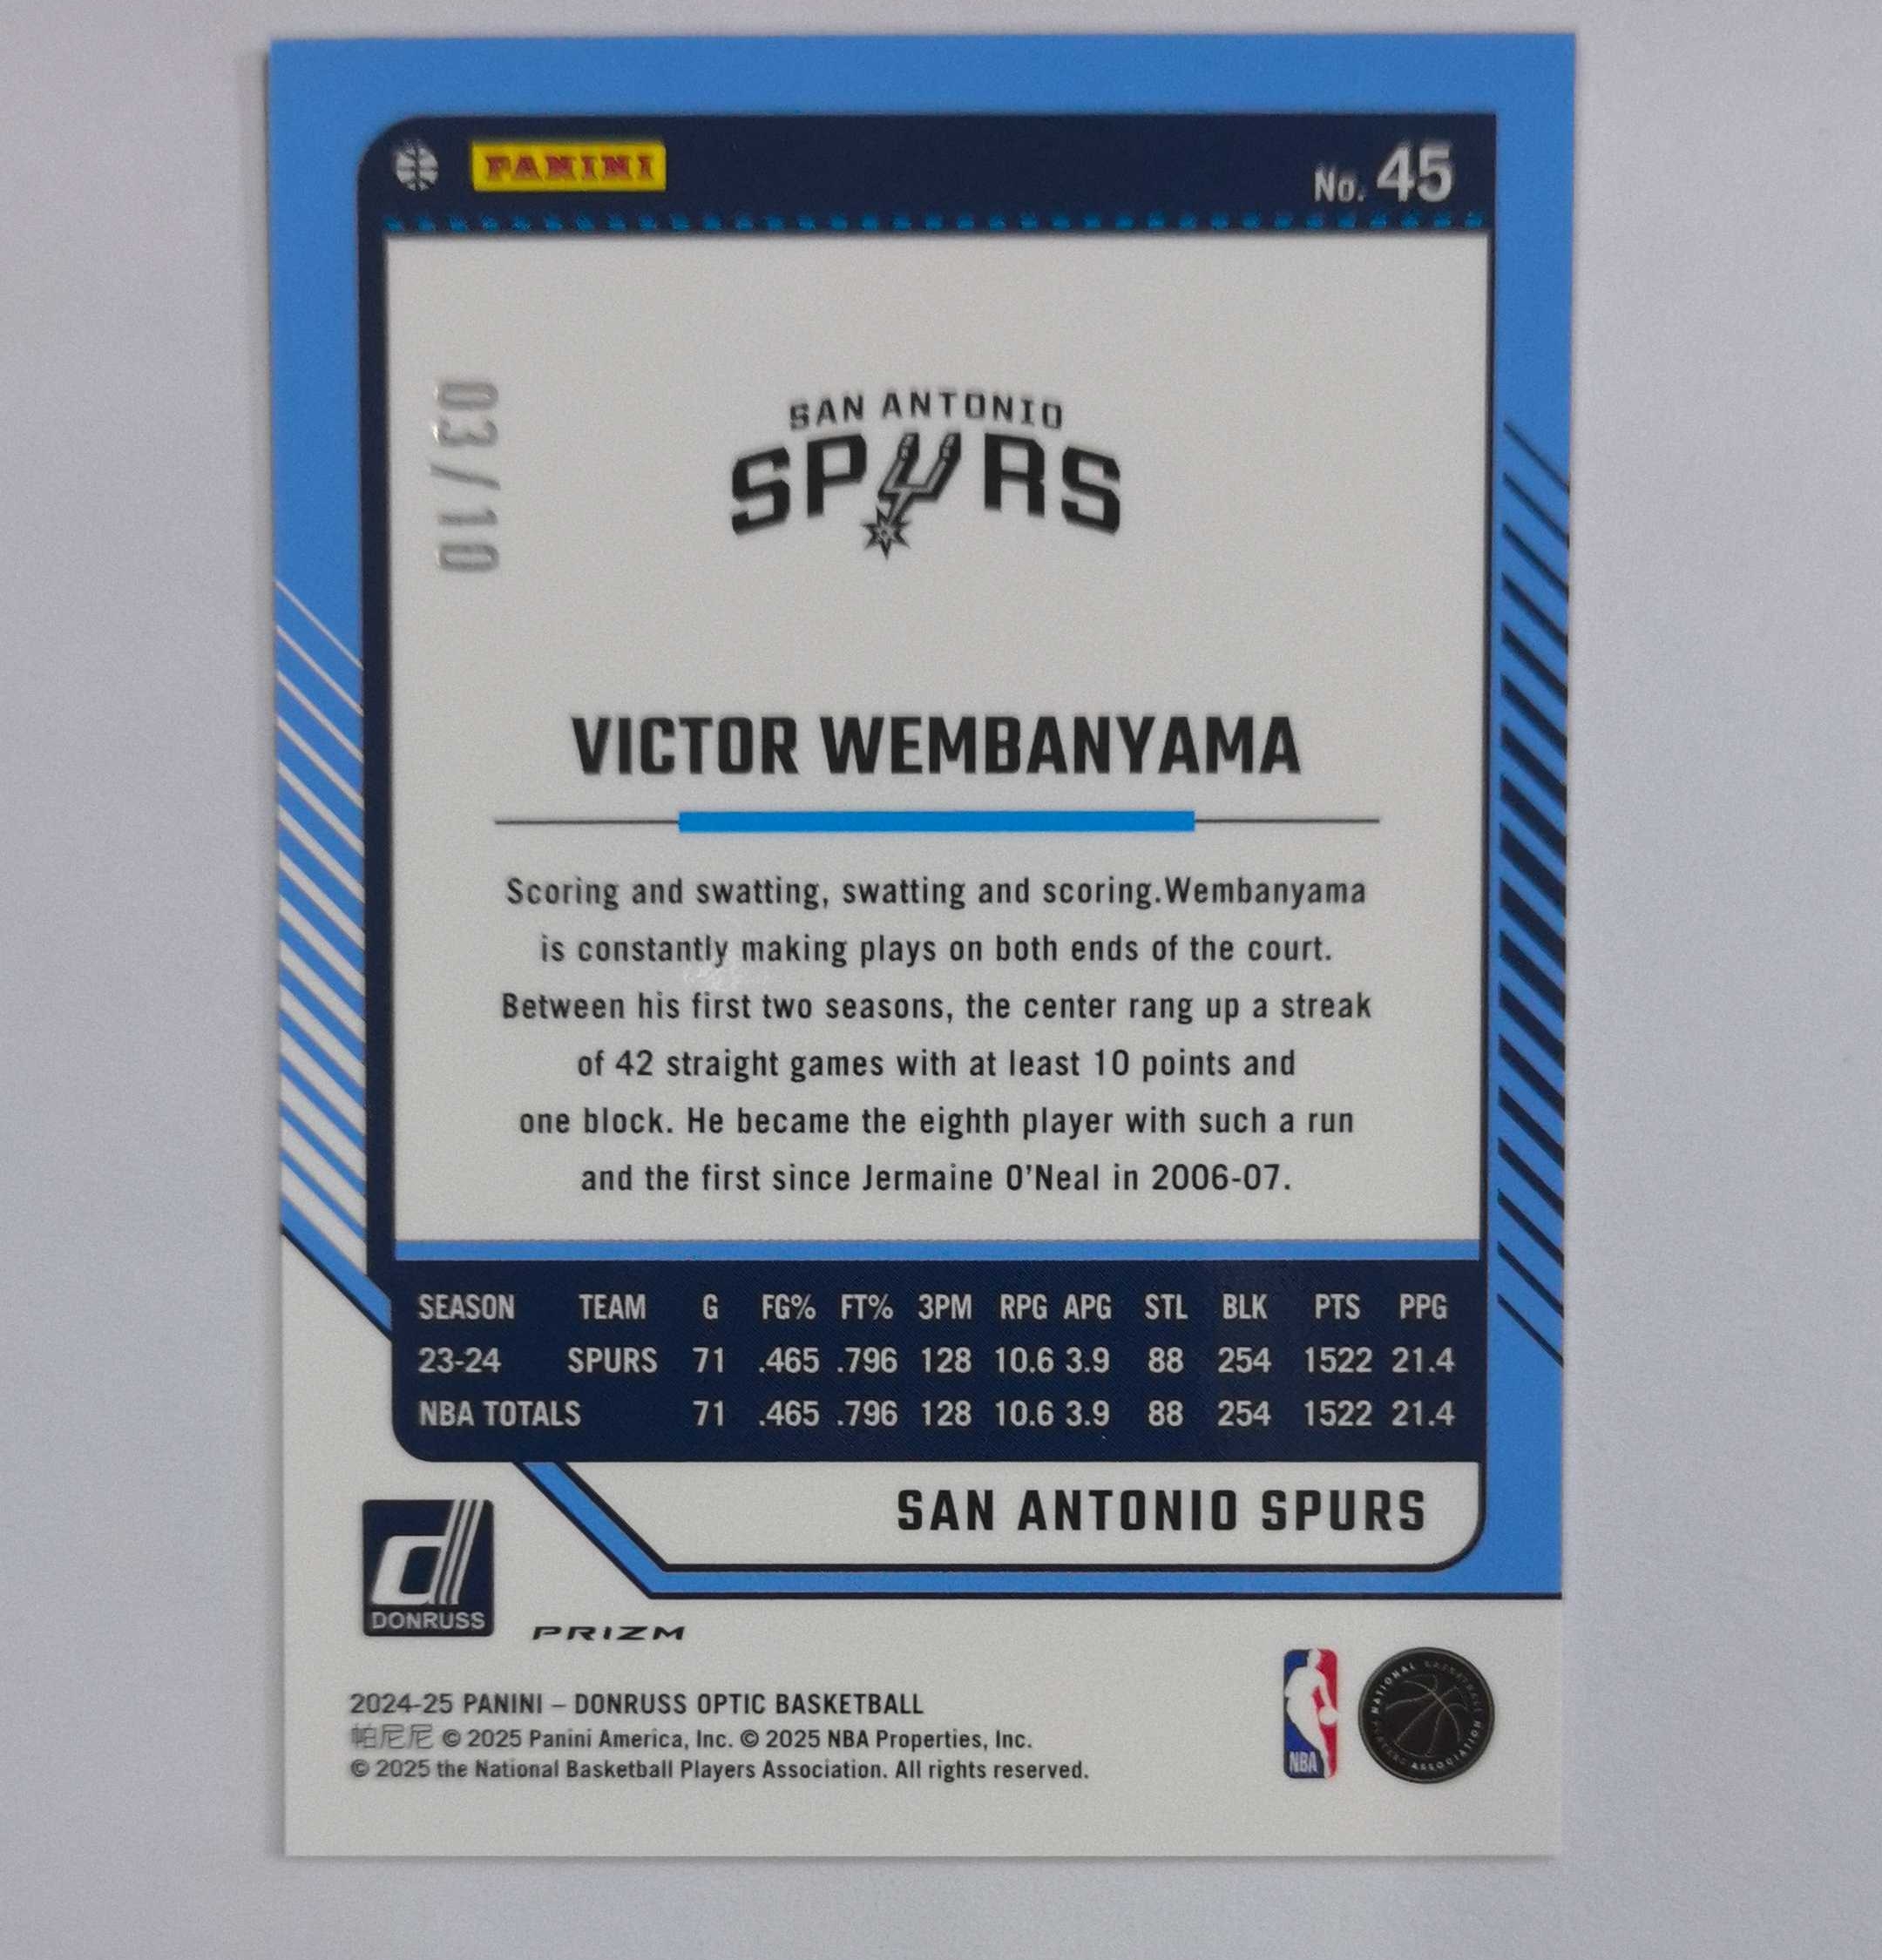 PANINI
No. 45
03/10
SAN ANTONIO
SPURS
VICTOR WEMBANYAMA
Scoring and swatting, swatting and scoring.Wembanyama
is constantly making plays on both ends of the court.
Between his first two seasons, the center rang up a streak
of 42 straight games with at least 10 points and
one block. He became the eighth player with such a run
and the first since Jermaine O'Neal in 2006-07.
SEASON TEAM G FG% FT% 3PM RPG APG STL BLK PTS PPG
23-24 SPURS 71 .465 .796 128 10.6 3.9 88 254 1522 21.4
NBA TOTALS 71 .465 .796 128 10.6 3.9 88 254 1522 21.4
SAN ANTONIO SPURS
d
DONRUSS
PRIZM
2024-25 PANINI – DONRUSS OPTIC BASKETBALL
帕尼尼 © 2025 Panini America, Inc. © 2025 NBA Properties, Inc.
© 2025 the National Basketball Players Association. All rights reserved.
NBA
NATIONAL BASKETBALL
PLAYERS ASSOCIATION